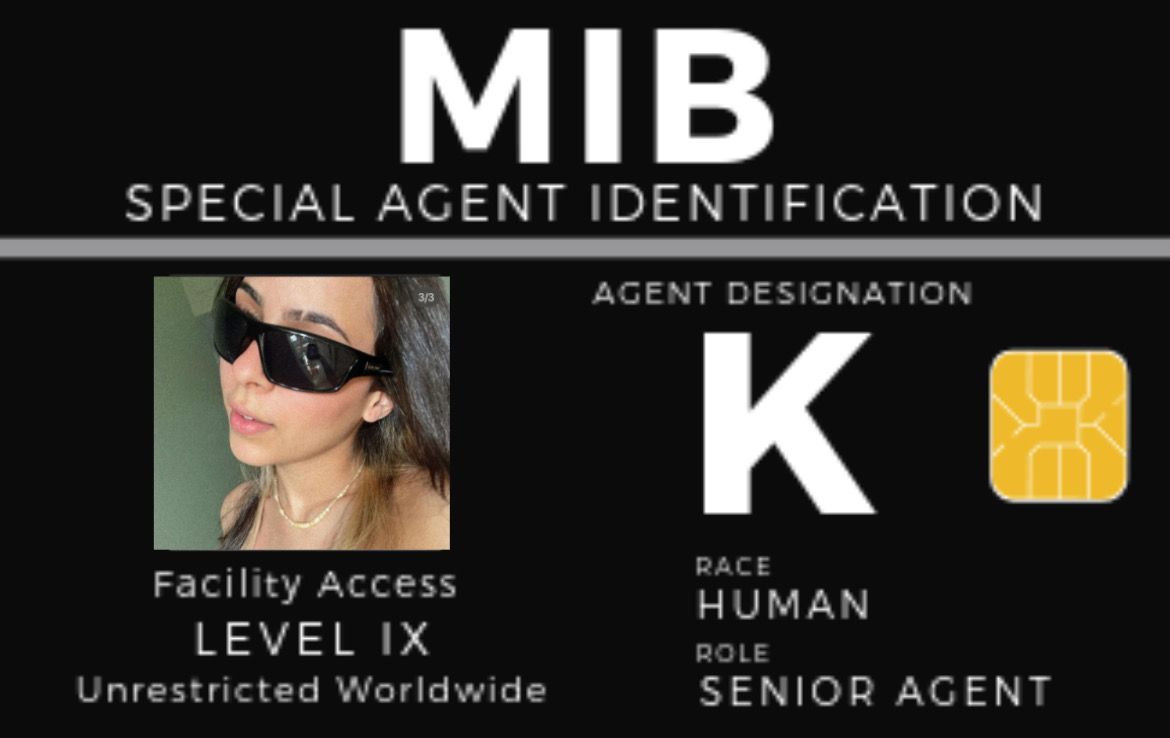 MIB
SPECIAL AGENT IDENTIFICATION
3/3
Facility Access
LEVEL IX
Unrestricted Worldwide
AGENT DESIGNATION
K
RACE
HUMAN
ROLE
SENIOR AGENT